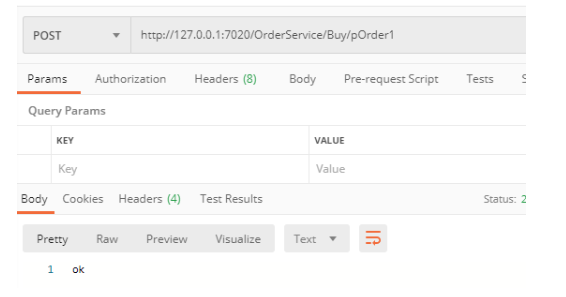 POST http://127.0.0.1:7020/OrderService/Buy/pOrder1
Params Authorization Headers (8) Body Pre-request Script Tests
Query Params
KEY VALUE
Key Value
Body Cookies Headers (4) Test Results Status: 2
Pretty Raw Preview Visualize Text
1 ok